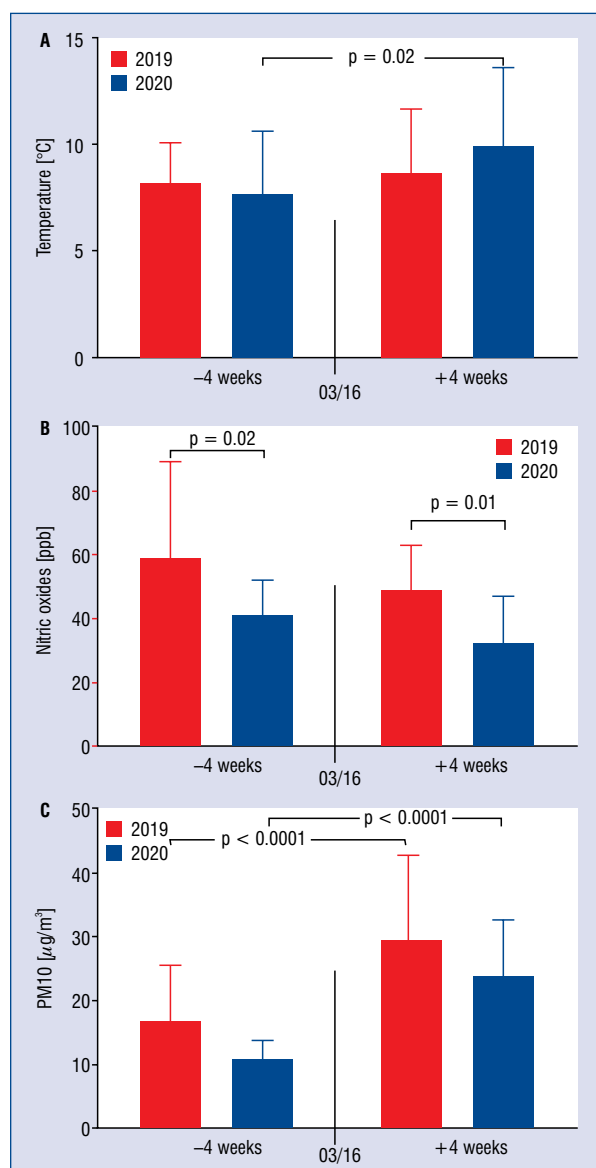 A
15
2019
2020
p = 0.02
10
5
0
Temperature [°C]
–4 weeks
03/16
+4 weeks
B
100
p = 0.02
2019
2020
80
p = 0.01
60
40
20
0
Nitric oxides [ppb]
–4 weeks
03/16
+4 weeks
C
50
2019
2020
p < 0.0001
p < 0.0001
40
30
20
10
0
PM10 [µg/m³]
–4 weeks
03/16
+4 weeks